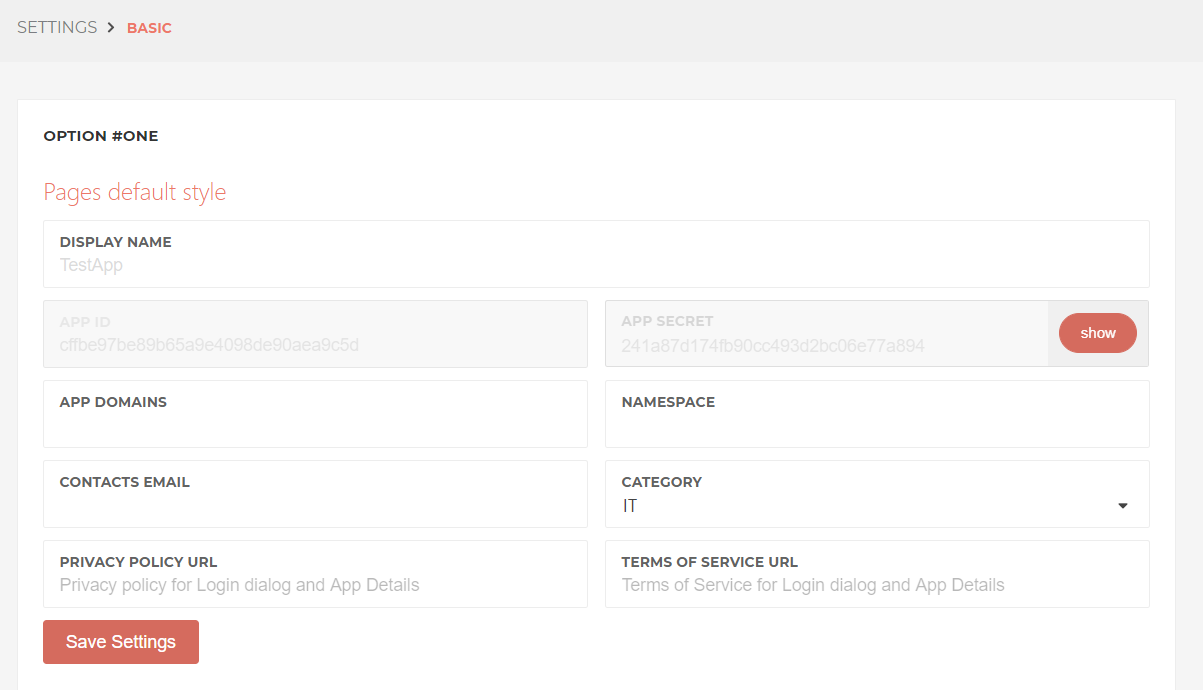 SETTINGS > BASIC
OPTION #ONE
Pages default style
DISPLAY NAME
TestApp
APP ID
cffbe97be89b65a9e4098de90aea9c5d
APP SECRET
241a87d174fb90cc493d2bc06e77a894
show
APP DOMAINS
NAMESPACE
CONTACTS EMAIL
CATEGORY
IT
PRIVACY POLICY URL
Privacy policy for Login dialog and App Details
TERMS OF SERVICE URL
Terms of Service for Login dialog and App Details
Save Settings